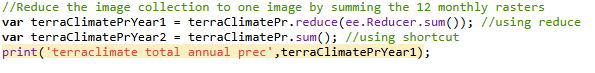 //Reduce the image collection to one image by summing the 12 monthly rasters
var terraClimatePrYear1 = terraClimatePr.reduce(ee.Reducer.sum()); //using reduce
var terraClimatePrYear2 = terraClimatePr.sum(); //using shortcut
print('terraclimate total annual prec',terraClimatePrYear1);